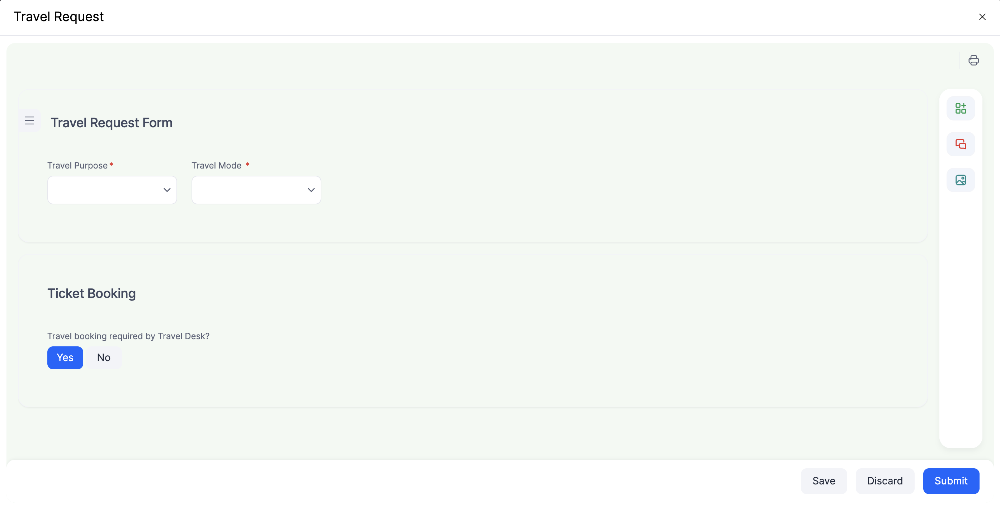 Travel Request
Travel Request Form
Travel Purpose* Travel Mode *
Ticket Booking
Travel booking required by Travel Desk?
Yes No
Save Discard Submit